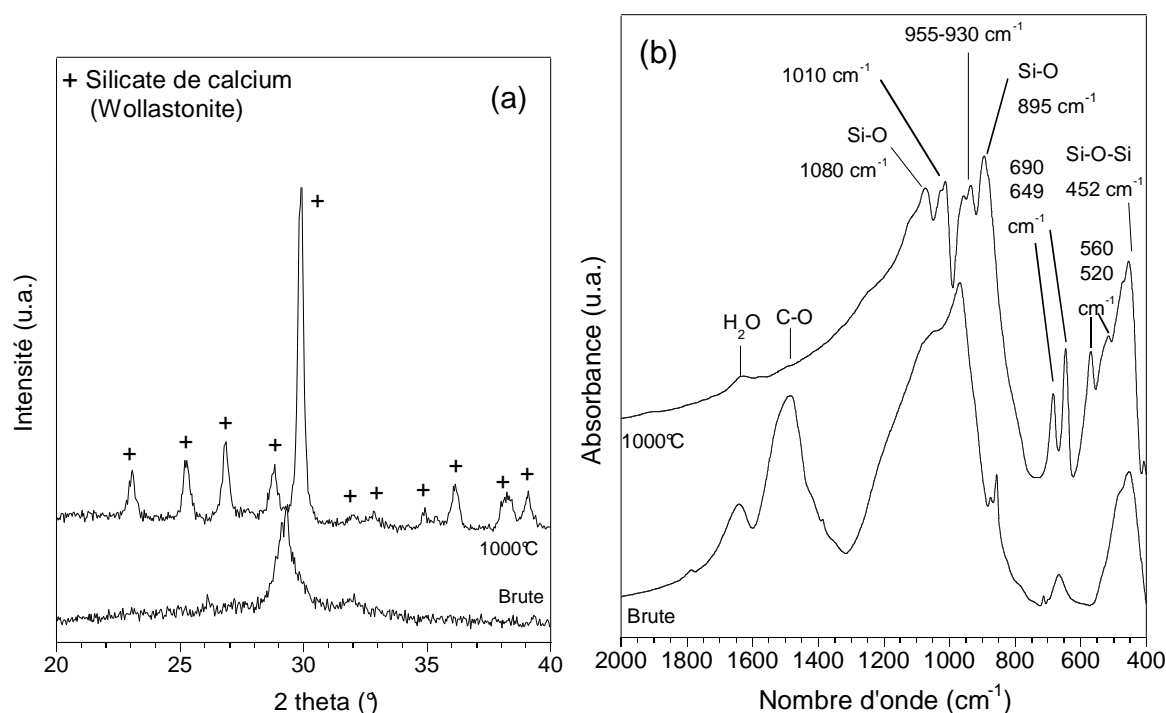 + Silicate de calcium
(Wollastonite)
(a)
+
+
+
+
+
+
+
+
+
+
+
1000°C
Brute
20
25
30
35
40
2 theta (°)
Intensité (u.a.)
(b)
955-930 cm⁻¹
1010 cm⁻¹
Si-O
895 cm⁻¹
Si-O
1080 cm⁻¹
690
649
cm⁻¹
Si-O-Si
452 cm⁻¹
560
520
cm⁻¹
H₂O
C-O
1000°C
Brute
2000
1800
1600
1400
1200
1000
800
600
400
Nombre d'onde (cm⁻¹)
Absorbance (u.a.)